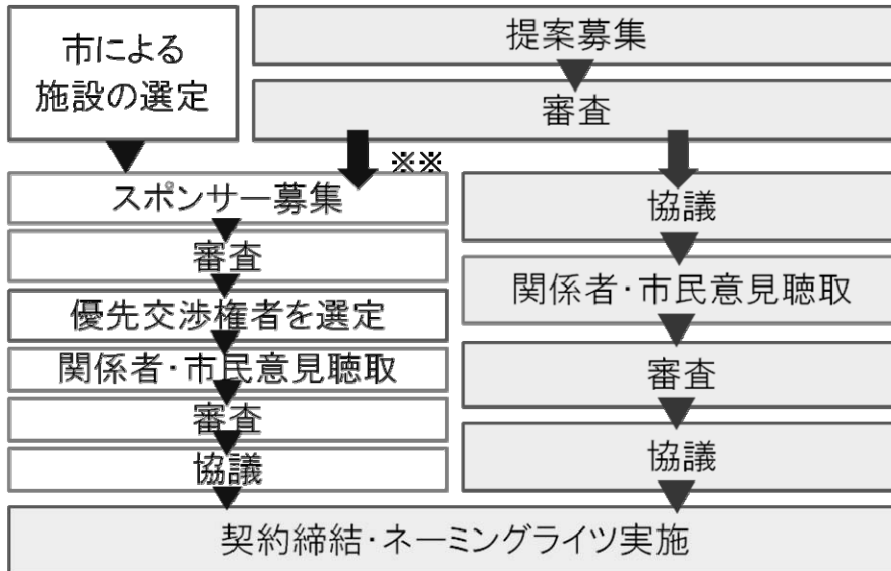 市による
施設の選定
提案募集
審査
※※
スポンサー募集
審査
優先交渉権者を選定
関係者・市民意見聴取
審査
協議
協議
関係者・市民意見聴取
審査
協議
契約締結・ネーミングライツ実施